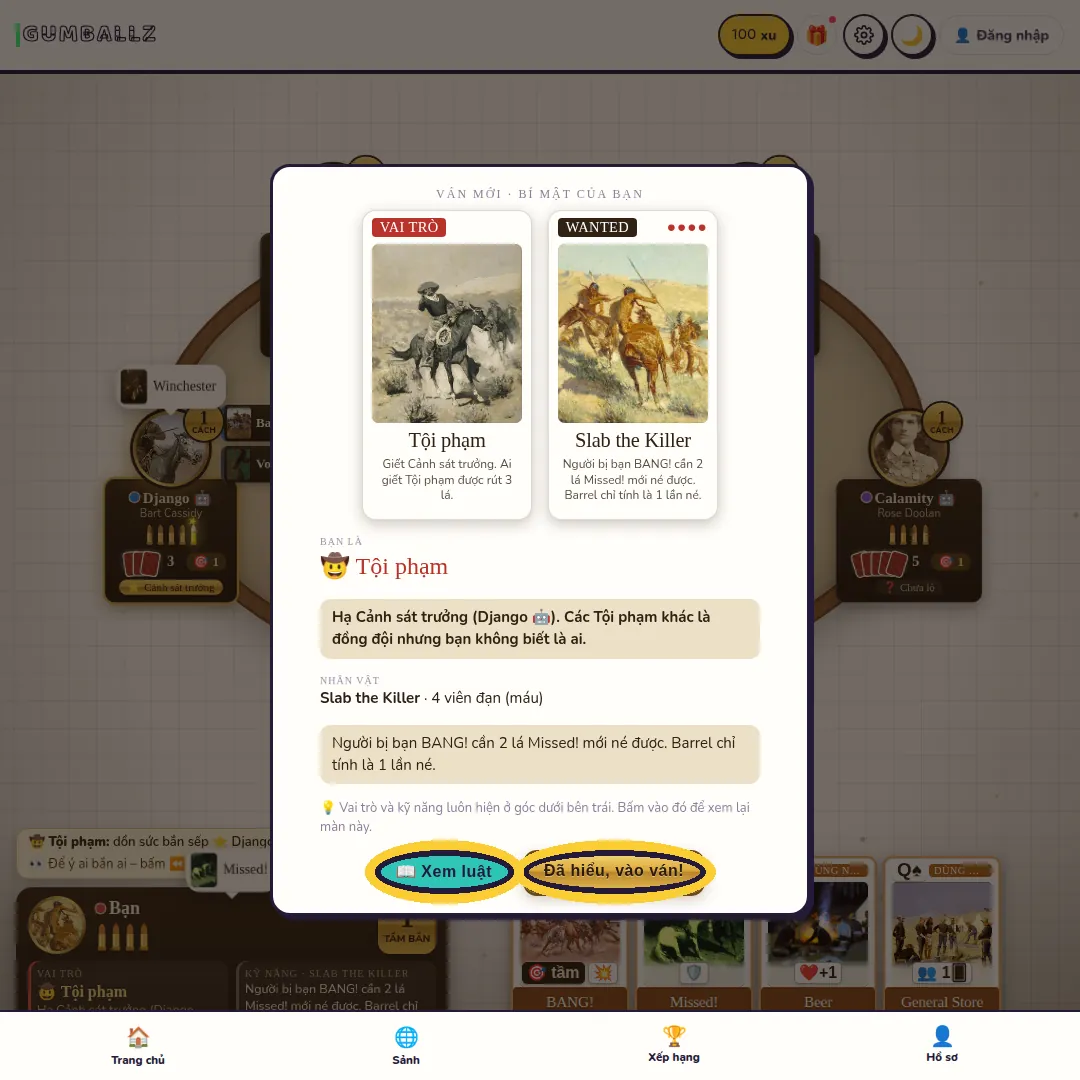 GUMBALLZ
100 xu
Đăng nhập
VÁN MỚI · BÍ MẬT CỦA BẠN
VAI TRÒ
WANTED
Tội phạm
Slab the Killer
Giết Cảnh sát trưởng. Ai
giết Tội phạm được rút 3
lá.
Người bị bạn BANG! cần 2
lá Missed! mới né được.
Barrel chỉ tính là 1 lần né.
BẠN LÀ
Tội phạm
Hạ Cảnh sát trưởng (Django 🤖). Các Tội phạm khác là
đồng đội nhưng bạn không biết là ai.
NHÂN VẬT
Slab the Killer · 4 viên đạn (máu)
Người bị bạn BANG! cần 2 lá Missed! mới né được. Barrel chỉ
tính là 1 lần né.
💡 Vai trò và kỹ năng luôn hiện ở góc dưới bên trái. Bấm vào đó để xem lại
màn này.
Xem luật
Đã hiểu, vào ván!
Winchester
1
CÁCH
Ba
Vo
Django
Bart Cassidy
3
1
Cảnh sát trưởng
1
CÁCH
Calamity
Rose Doolan
5
1
❓ Chưa lộ
Tội phạm: dồn sức bắn sếp ⭐ Django
Để ý ai bắn ai – bấm
Missed!
Bạn
TẦM BẮN
VAI TRÒ
Tội phạm
Hạ Cảnh sát trưởng (Django
KỸ NĂNG · SLAB THE KILLER
Người bị bạn BANG! cần 2 lá
Missed! mới né được. Barrel chỉ
tầm
BANG!
Missed!
+1
Beer
Q♠
DÙNG ...
1
General Store
Trang chủ
Sảnh
Xếp hạng
Hồ sơ